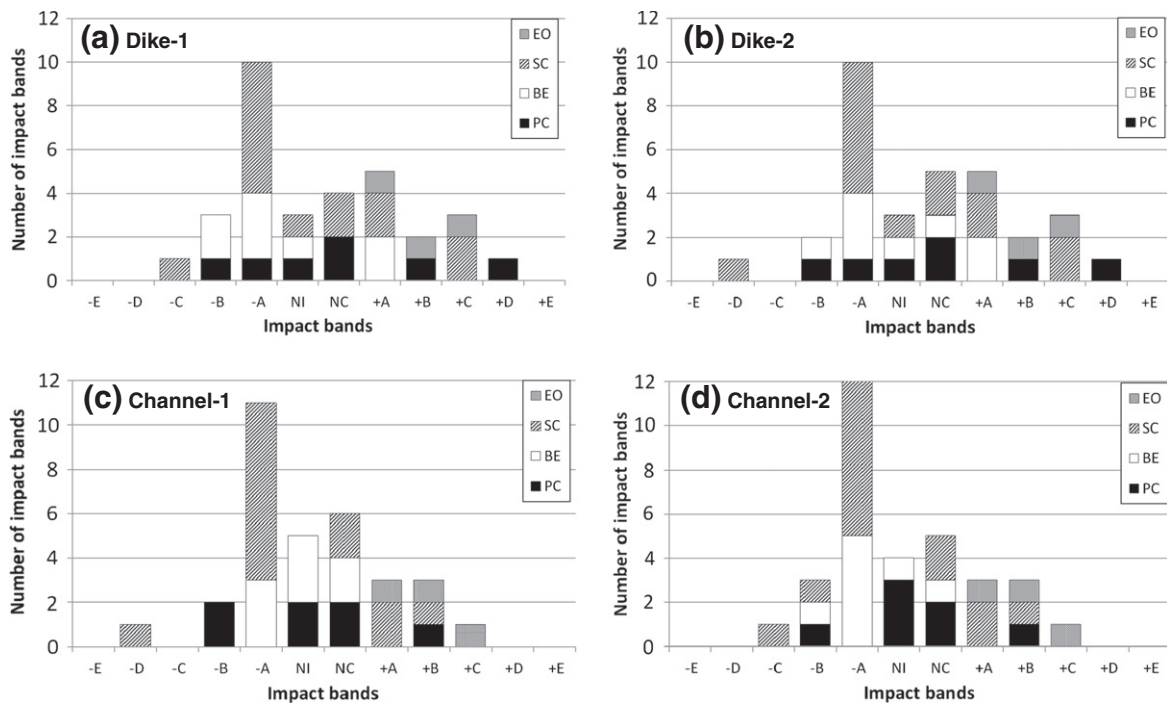 (a) Dike-1
Number of impact bands
12
10
8
6
4
2
0
EO
SC
BE
PC
-E -D -C -B -A NI NC +A +B +C +D +E
Impact bands
(b) Dike-2
Number of impact bands
12
10
8
6
4
2
0
EO
SC
BE
PC
-E -D -C -B -A NI NC +A +B +C +D +E
Impact bands
(c) Channel-1
Number of impact bands
12
10
8
6
4
2
0
EO
SC
BE
PC
-E -D -C -B -A NI NC +A +B +C +D +E
Impact bands
(d) Channel-2
Number of impact bands
12
10
8
6
4
2
0
EO
SC
BE
PC
-E -D -C -B -A NI NC +A +B +C +D +E
Impact bands